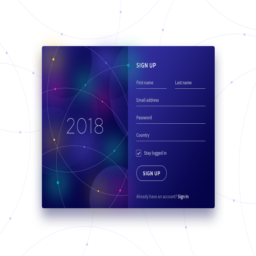 2018
SIGN UP
First name
Last name
Email address
Password
Country
Stay logged in
SIGN UP
Already have an account? Sign in